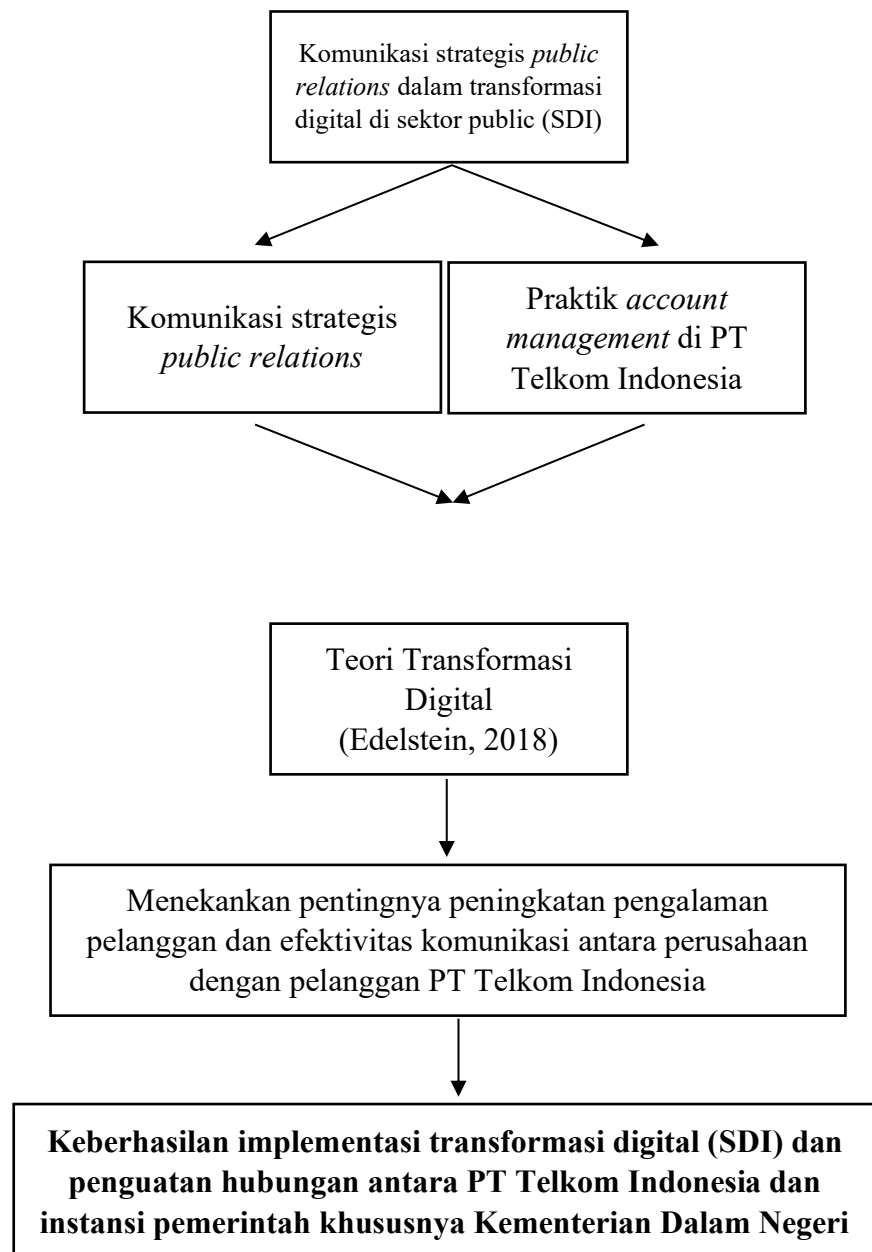 Komunikasi strategis public
relations dalam transformasi
digital di sektor public (SDI)
Komunikasi strategis
public relations
Praktik account
management di PT
Telkom Indonesia
Teori Transformasi
Digital
(Edelstein, 2018)
Menekankan pentingnya peningkatan pengalaman
pelanggan dan efektivitas komunikasi antara perusahaan
dengan pelanggan PT Telkom Indonesia
Keberhasilan implementasi transformasi digital (SDI) dan
penguatan hubungan antara PT Telkom Indonesia dan
instansi pemerintah khususnya Kementerian Dalam Negeri